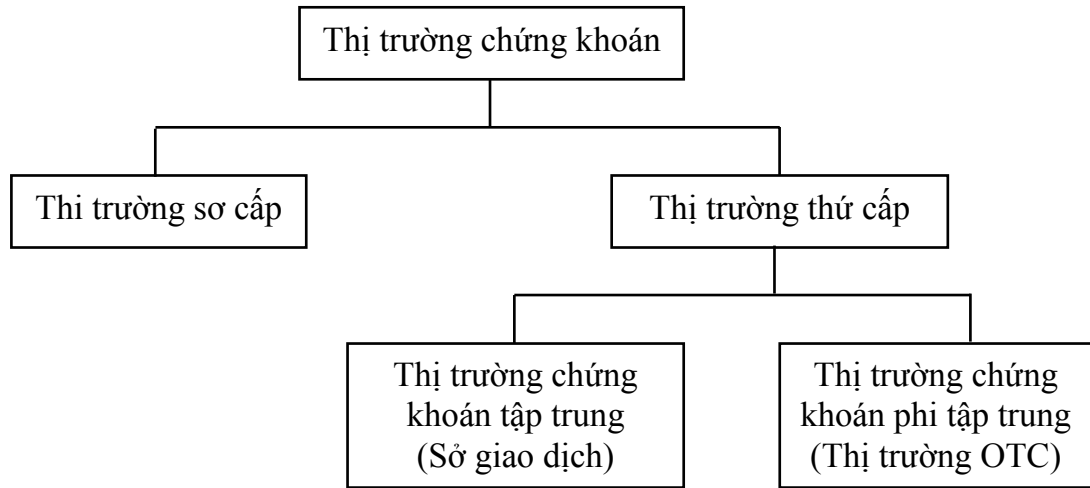 Thị trường chứng khoán
Thi trường sơ cấp
Thị trường thứ cấp
Thị trường chứng
khoán tập trung
(Sở giao dịch)
Thị trường chứng
khoán phi tập trung
(Thị trường OTC)